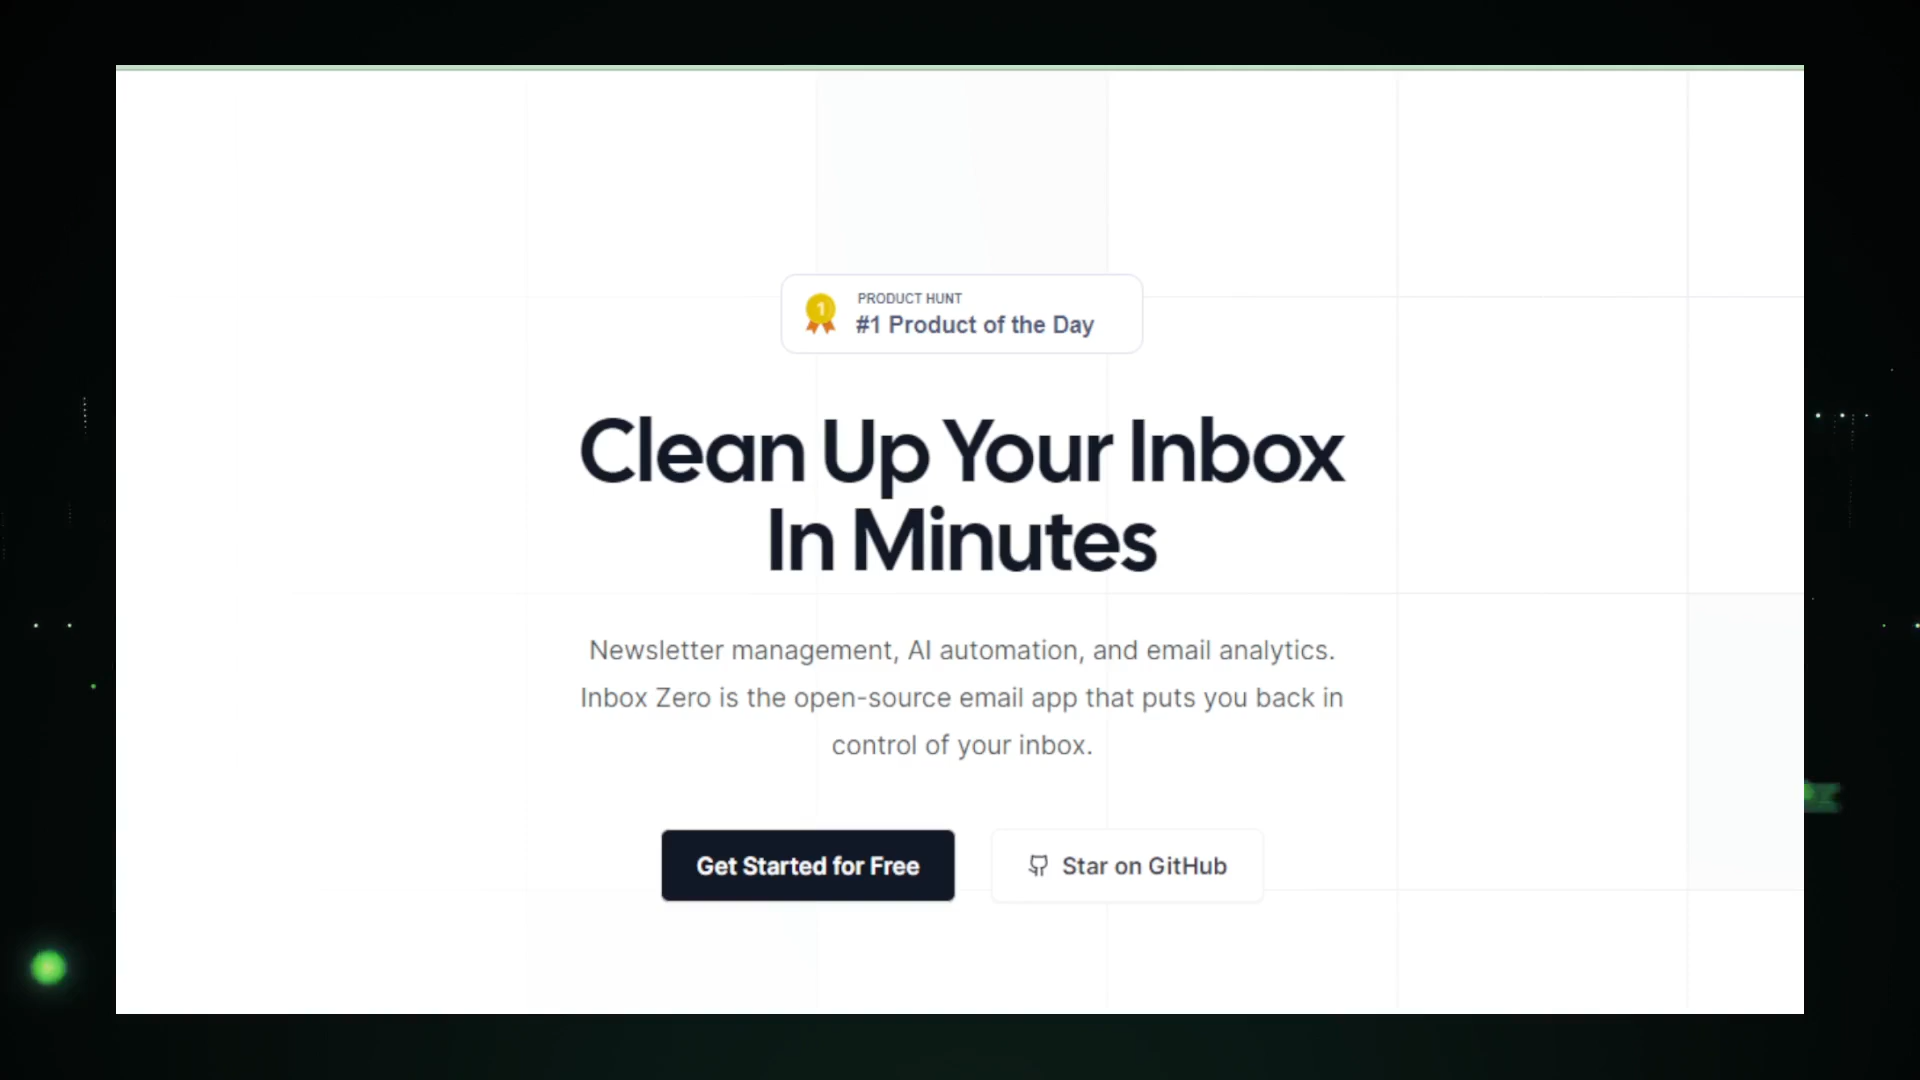 1
PRODUCT HUNT
#1 Product of the Day
Clean Up Your Inbox
In Minutes
Newsletter management, AI automation, and email analytics.
Inbox Zero is the open-source email app that puts you back in
control of your inbox.
Get Started for Free
Star on GitHub